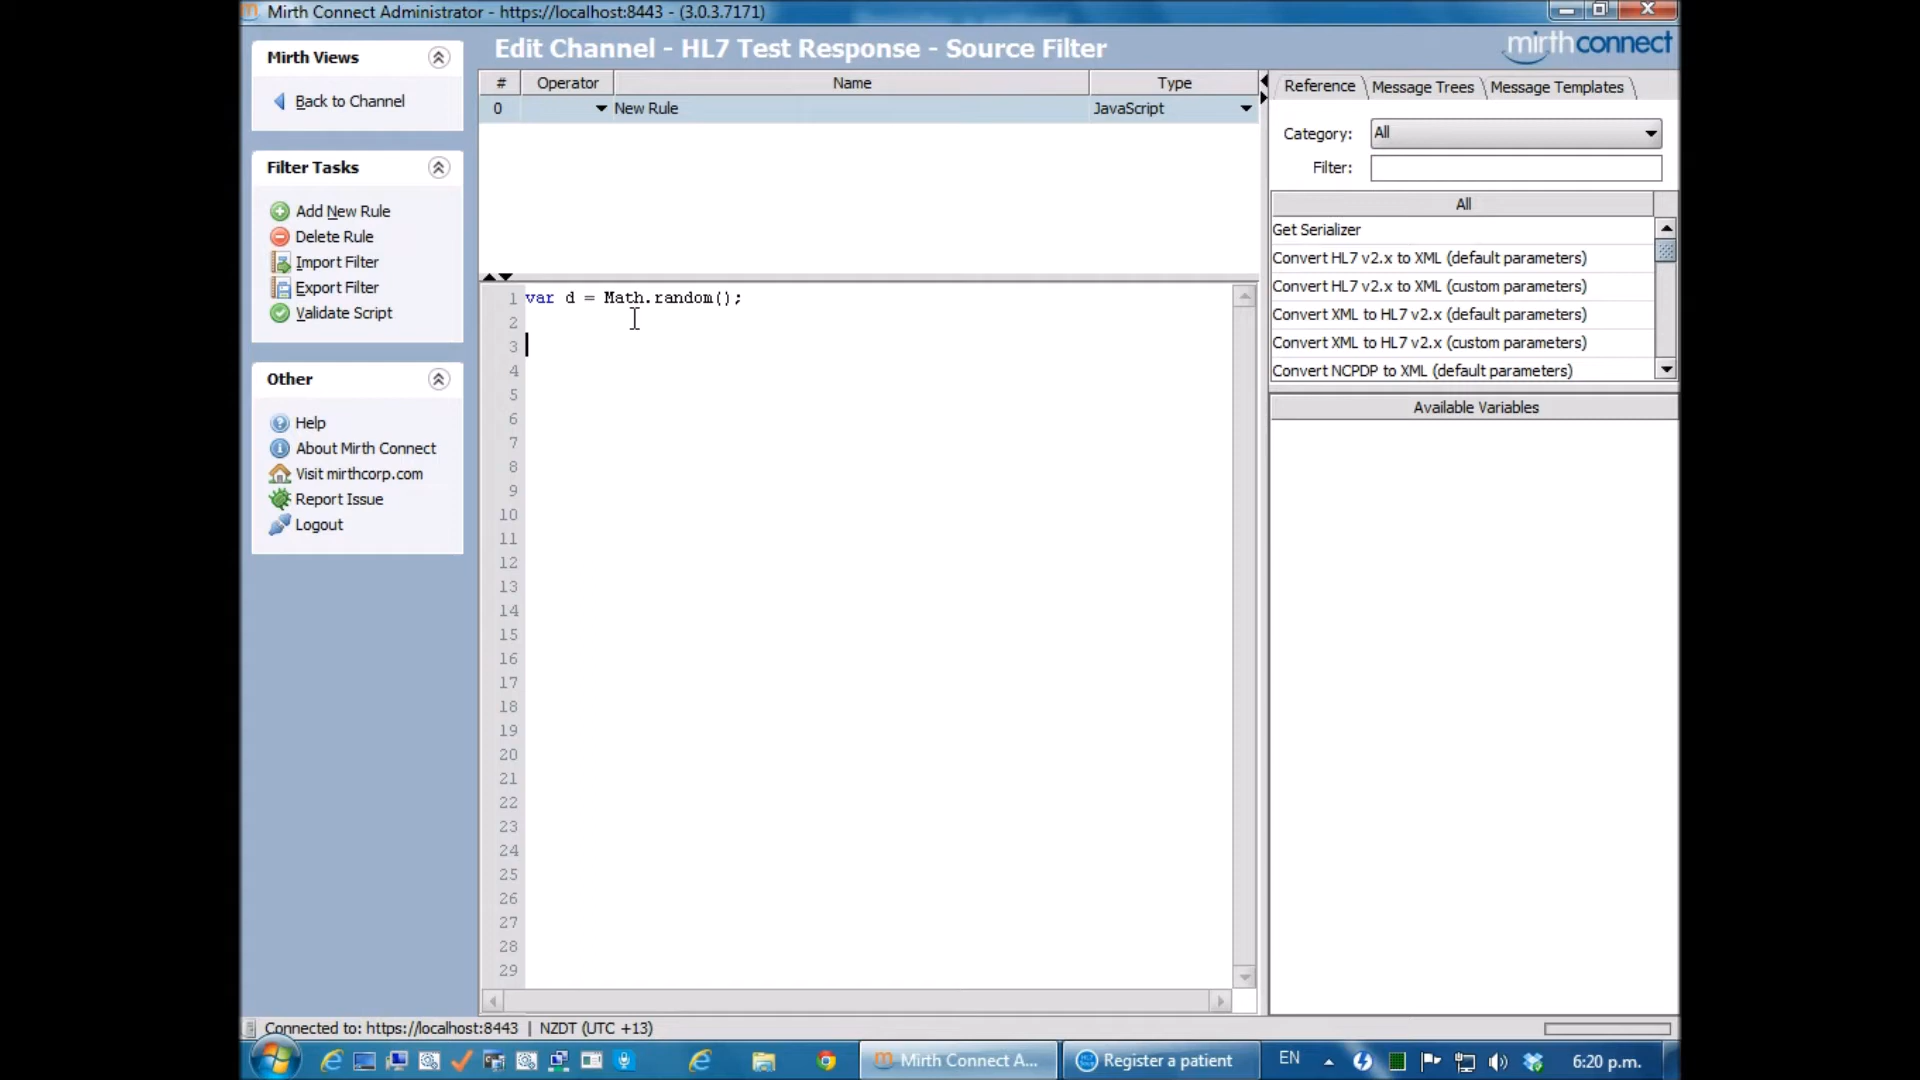 Mirth Connect Administrator - https://localhost:8443 - (3.0.3.7171)
Mirth Views
Back to Channel
Filter Tasks
Add New Rule
Delete Rule
Import Filter
Export Filter
Validate Script
Other
Help
About Mirth Connect
Visit mirthcorp.com
Report Issue
Logout
Edit Channel - HL7 Test Response - Source Filter
mirthconnect
# Operator Name Type
0 New Rule JavaScript
1 var d = Math.random();
2
3
4
5
6
7
8
9
10
11
12
13
14
15
16
17
18
19
20
21
22
23
24
25
26
27
28
29
Reference Message Trees Message Templates
Category: All
Filter:
All
Get Serializer
Convert HL7 v2.x to XML (default parameters)
Convert HL7 v2.x to XML (custom parameters)
Convert XML to HL7 v2.x (default parameters)
Convert XML to HL7 v2.x (custom parameters)
Convert NCPDP to XML (default parameters)
Available Variables
Connected to: https://localhost:8443 | NZDT (UTC +13)
Mirth Connect A... Register a patient EN 6:20 p.m.